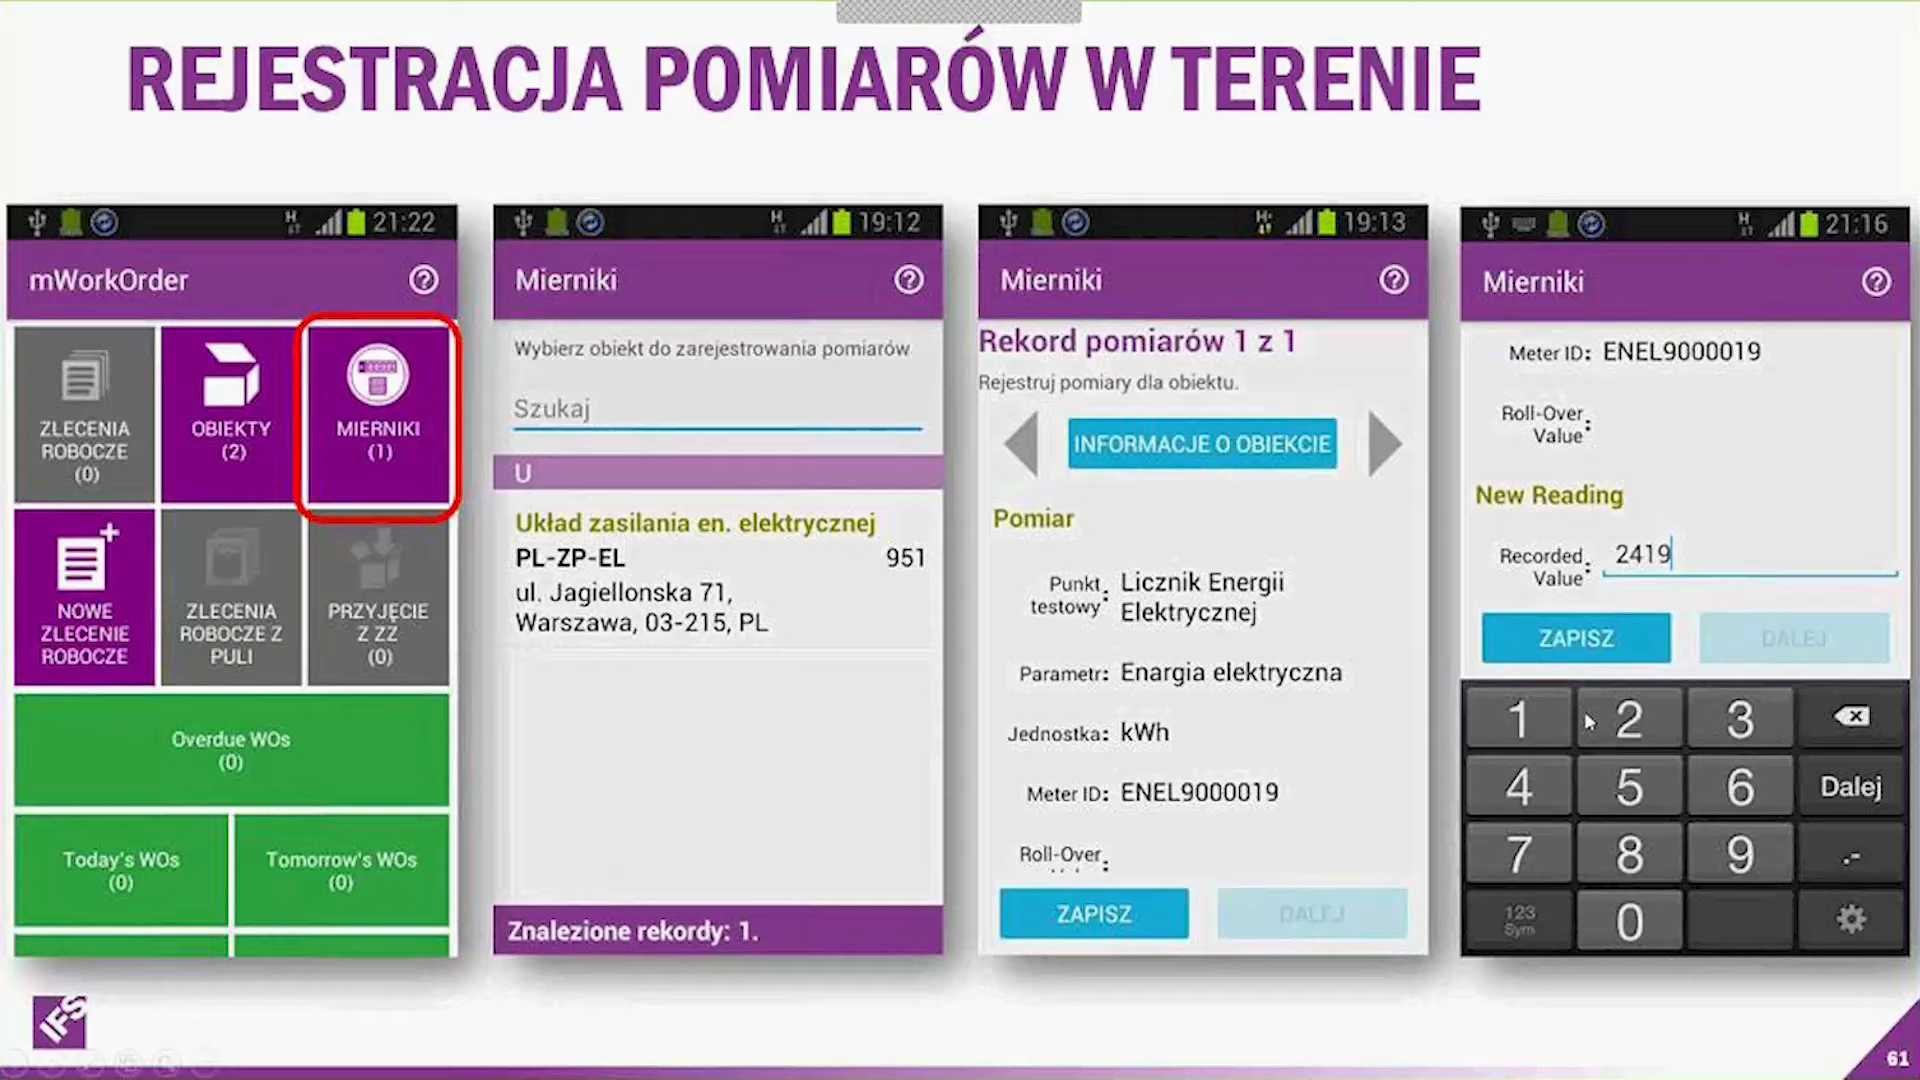 REJESTRACJA POMIARÓW W TERENIE
21:22
mWorkOrder
ZLECENIA
ROBOCZE
(0)
OBIEKTY
(2)
MIERNIKI
(1)
NOWE
ZLECENIE
ROBOCZE
ZLECENIA
ROBOCZE Z
PULI
PRZYJĘCIE
Z ZZ
(0)
Overdue WOs
(0)
Today's WOs
(0)
Tomorrow's WOs
(0)
19:12
Mierniki
Wybierz obiekt do zarejestrowania pomiarów
Szukaj
U
Układ zasilania en. elektrycznej
PL-ZP-EL 951
ul. Jagiellonska 71,
Warszawa, 03-215, PL
Znalezione rekordy: 1.
19:13
Mierniki
Rekord pomiarów 1 z 1
Rejestruj pomiary dla obiektu.
INFORMACJE O OBIEKCIE
Pomiar
Punkt testowy: Licznik Energii
Elektrycznej
Parametr: Enargia elektryczna
Jednostka: kWh
Meter ID: ENEL9000019
Roll-Over
ZAPISZ DALEJ
21:16
Mierniki
Meter ID: ENEL9000019
Roll-Over
Value:
New Reading
Recorded
Value: 2419
ZAPISZ DALEJ
1 2 3
4 5 6 Dalej
7 8 9 .-
123
Sym
0
IFS
61